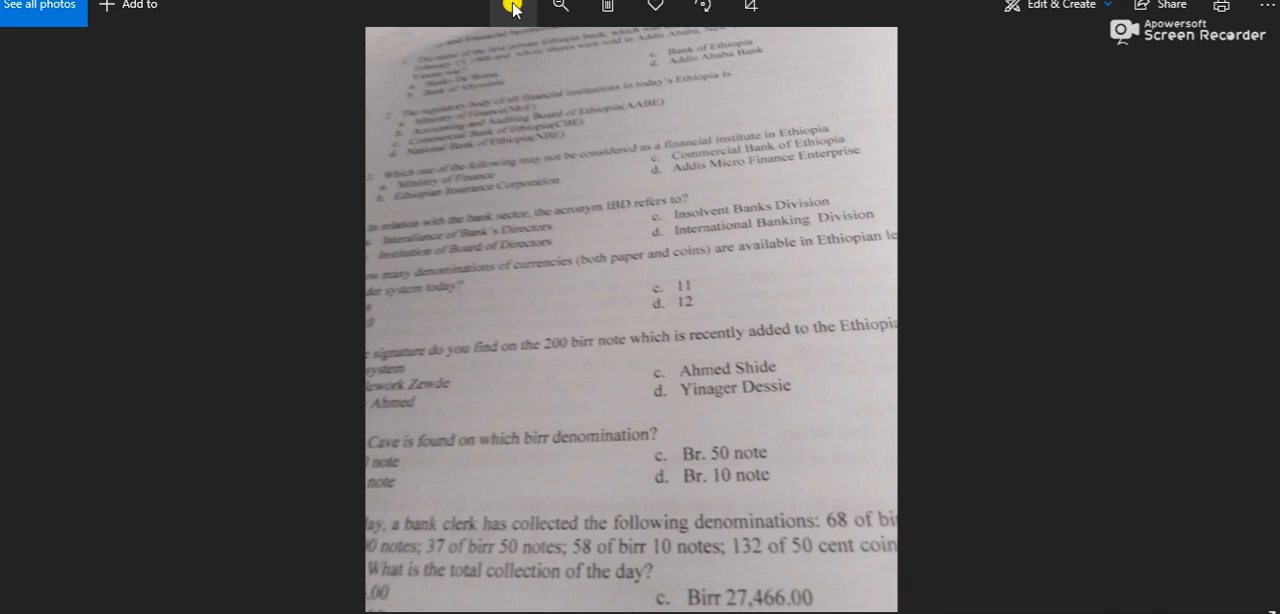 See all photos
Add to
Edit & Create
Share
Apowersoft
Screen Recorder
c. Bank of Ethiopia
d. Addis Ababa Bank
2. The regulatory body of all financial institutions in today's Ethiopia is
a. Ministry of Finance(MoF)
b. Accounting and Auditing Board of Ethiopia(AABE)
c. Commercial Bank of Ethiopia(CBE)
d. National Bank of Ethiopia(NBE)
Which one of the following may not be considered as a financial institute in Ethiopia
a. Ministry of Finance
c. Commercial Bank of Ethiopia
b. Ethiopian Insurance Corporation
d. Addis Micro Finance Enterprise
In relation with the bank sector, the acronym IBD refers to?
of Bank's Directors
c. Insolvent Banks Division
Institution of Board of Directors
d. International Banking Division
many denominations of currencies (both paper and coins) are available in Ethiopian le
system today?
c. 11
d. 12
signature do you find on the 200 birr note which is recently added to the Ethiopia
system
c. Ahmed Shide
lework Zewde
d. Yinager Dessie
Ahmed
Cave is found on which birr denomination?
note
c. Br. 50 note
note
d. Br. 10 note
lay, a bank clerk has collected the following denominations: 68 of bi
0 notes; 37 of birr 50 notes; 58 of birr 10 notes; 132 of 50 cent coin
What is the total collection of the day?
.00
c. Birr 27,466.00